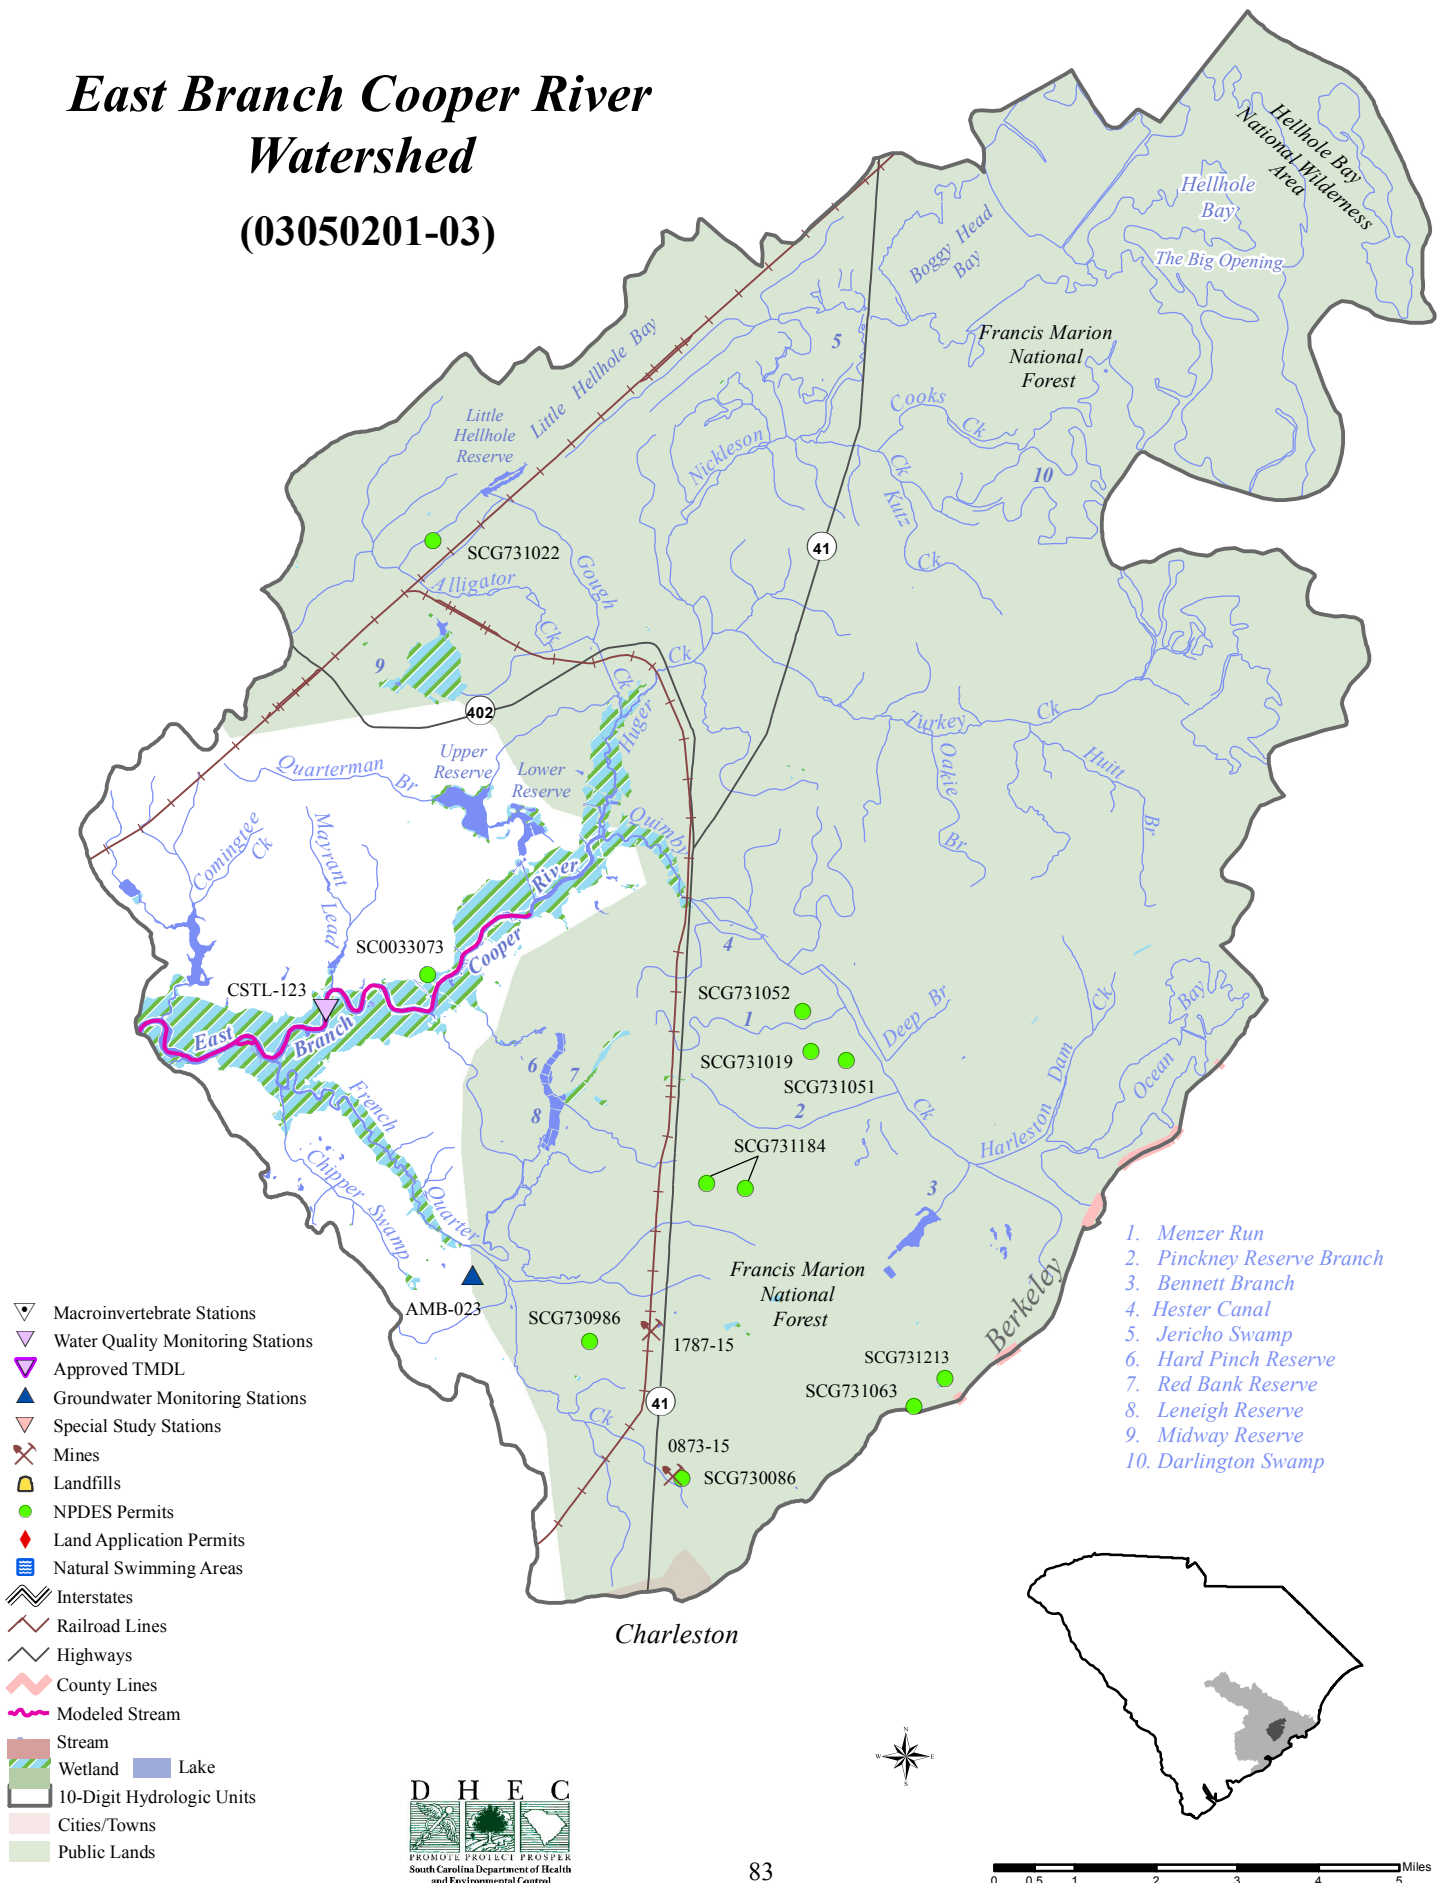 East Branch Cooper River
Watershed
(03050201-03)
Hellhole Bay
National Wilderness
Area
Hellhole
Bay
The Big Opening
Boggy Head
Bay
Francis Marion
National
Forest
5
Little Hellhole Bay
Little
Hellhole
Reserve
Cooks
Ck
Nickleson
Ck
10
Kutz
Ck
41
SCG731022
Alligator
Ck
Gough
Ck
9
Ck
402
Huger
Turkey
Ck
Quarterman
Br
Upper
Reserve
Lower
Reserve
Oakie
Br
Huitt
Br
Quimby
Comingtee
Ck
Mayrant
Lead
River
Cooper
4
SC0033073
CSTL-123
East
Branch
SCG731052
1
Deep Br
Ck
Bay
Ocean
SCG731019
SCG731051
6
7
8
2
Dam
Harleston
Ck
French
Quarter
Chipper
Swamp
SCG731184
3
AMB-023
Francis Marion
National
Forest
SCG730986
1787-15
Berkeley
SCG731213
SCG731063
41
Ck
0873-15
SCG730086
Charleston
1. Menzer Run
2. Pinckney Reserve Branch
3. Bennett Branch
4. Hester Canal
5. Jericho Swamp
6. Hard Pinch Reserve
7. Red Bank Reserve
8. Leneigh Reserve
9. Midway Reserve
10. Darlington Swamp
Macroinvertebrate Stations
Water Quality Monitoring Stations
Approved TMDL
Groundwater Monitoring Stations
Special Study Stations
Mines
Landfills
NPDES Permits
Land Application Permits
Natural Swimming Areas
Interstates
Railroad Lines
Highways
County Lines
Modeled Stream
Stream
Wetland Lake
10-Digit Hydrologic Units
Cities/Towns
Public Lands
D H E C
PROMOTE PROTECT PROSPER
South Carolina Department of Health
and Environmental Control
83
N
W E
S
Miles
0 0.5 1 2 3 4 5